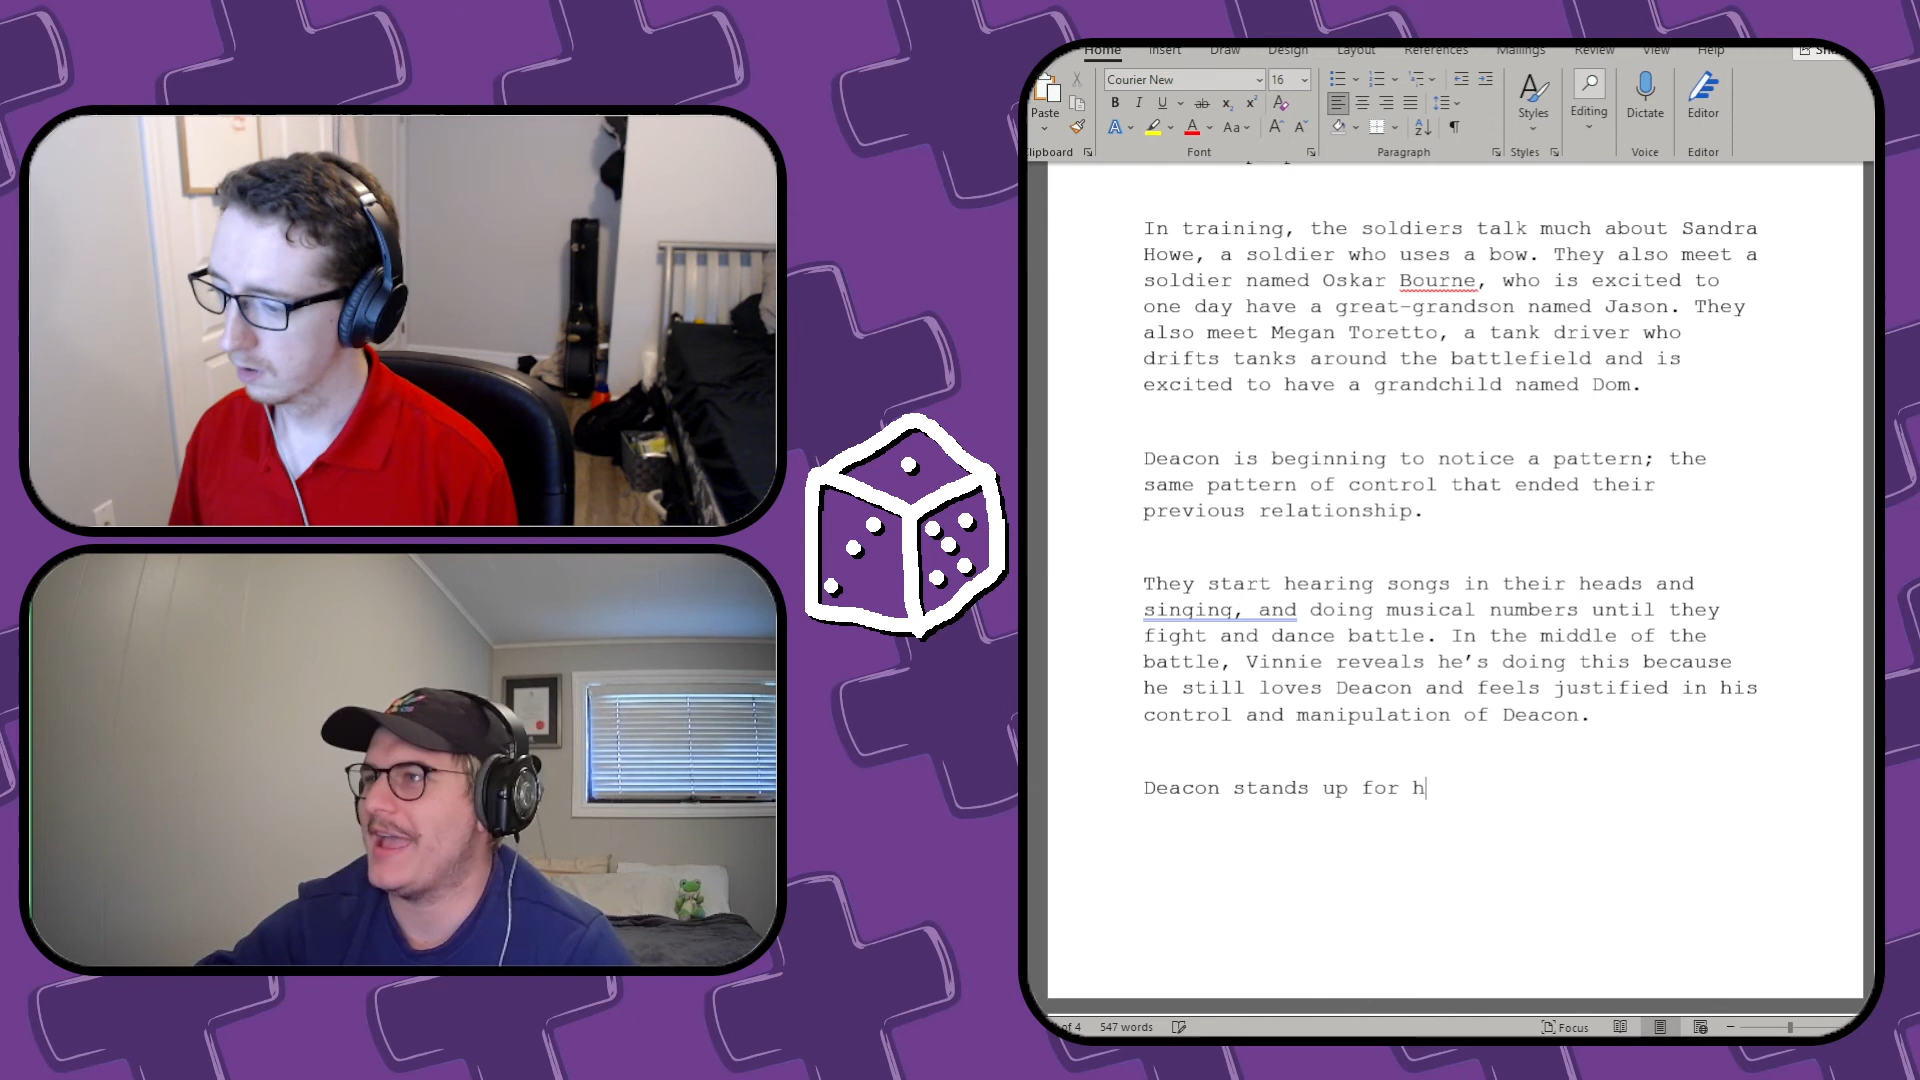 Home Insert Draw Design Layout References Mailings Review View Help
Courier New 16
Paste
Styles Editing Dictate Editor
Clipboard Font Paragraph Styles Voice Editor
In training, the soldiers talk much about Sandra
Howe, a soldier who uses a bow. They also meet a
soldier named Oskar Bourne, who is excited to
one day have a great-grandson named Jason. They
also meet Megan Toretto, a tank driver who
drifts tanks around the battlefield and is
excited to have a grandchild named Dom.
Deacon is beginning to notice a pattern; the
same pattern of control that ended their
previous relationship.
They start hearing songs in their heads and
singing, and doing musical numbers until they
fight and dance battle. In the middle of the
battle, Vinnie reveals he’s doing this because
he still loves Deacon and feels justified in his
control and manipulation of Deacon.
Deacon stands up for h
of 4 547 words Focus